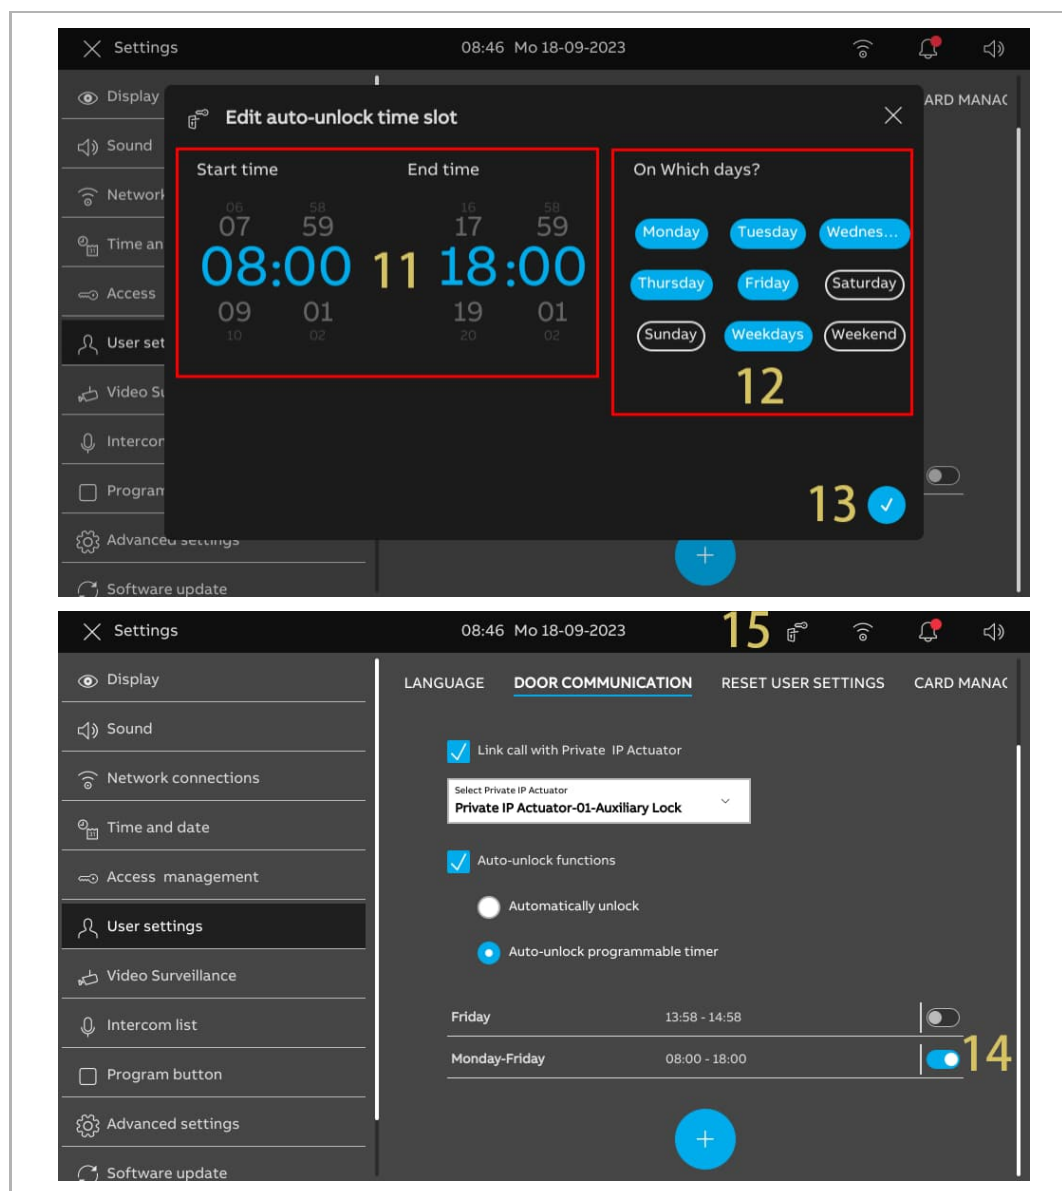 Settings 08:46 Mo 18-09-2023
Display ARD MANA
Edit auto-unlock time slot
Sound
Start time End time On Which days?
Network
06 58 16 58
07 59 17 59
Monday Tuesday Wednes...
Time an
08:00 11 18:00
Access
Thursday Friday Saturday
09 01 19 01
10 02 20 02
User set
Sunday Weekdays Weekend
12
Video Su
Intercom
Program
13
Advanced settings
+
Software update
Settings 08:46 Mo 18-09-2023 15
Display
LANGUAGE DOOR COMMUNICATION RESET USER SETTINGS CARD MANA
Sound
Link call with Private IP Actuator
Network connections
Select Private IP Actuator
Private IP Actuator-01-Auxiliary Lock
Time and date
Auto-unlock functions
Access management
Automatically unlock
User settings
Auto-unlock programmable timer
Video Surveillance
Friday 13:58 - 14:58
Intercom list
Monday-Friday 08:00 - 18:00 14
Program button
Advanced settings
+
Software update